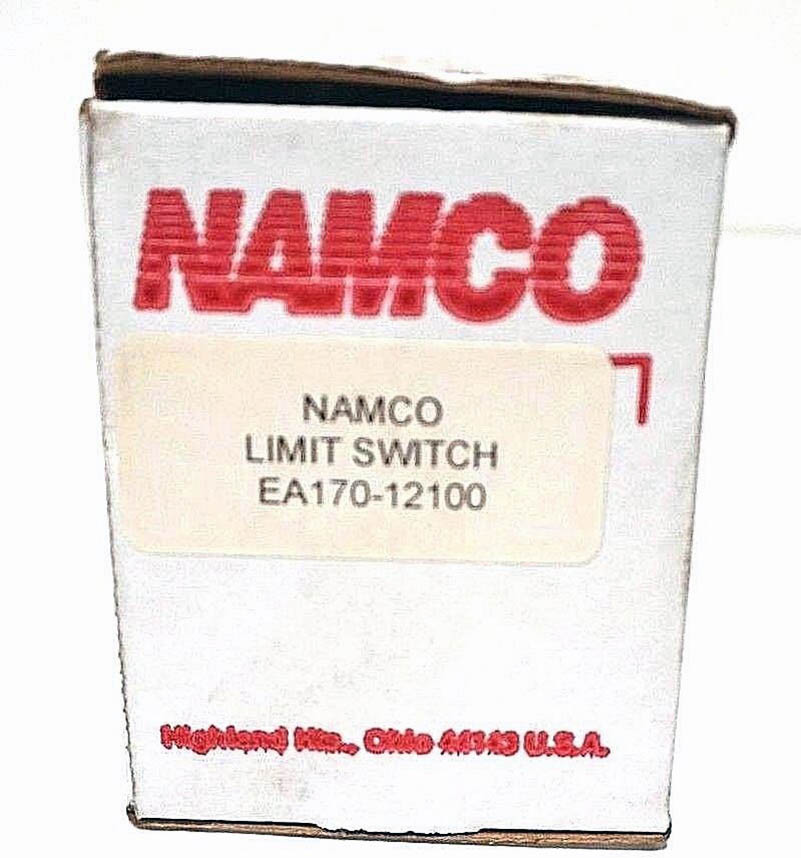 NAMCO
NAMCO
LIMIT SWITCH
EA170-12100
Highland Hts., Ohio 44143 U.S.A.